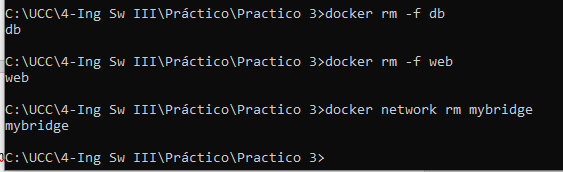 C:\UCC\4-Ing Sw III\Práctico\Practico 3>docker rm -f db
db
C:\UCC\4-Ing Sw III\Práctico\Practico 3>docker rm -f web
web
C:\UCC\4-Ing Sw III\Práctico\Practico 3>docker network rm mybridge
mybridge
C:\UCC\4-Ing Sw III\Práctico\Practico 3>